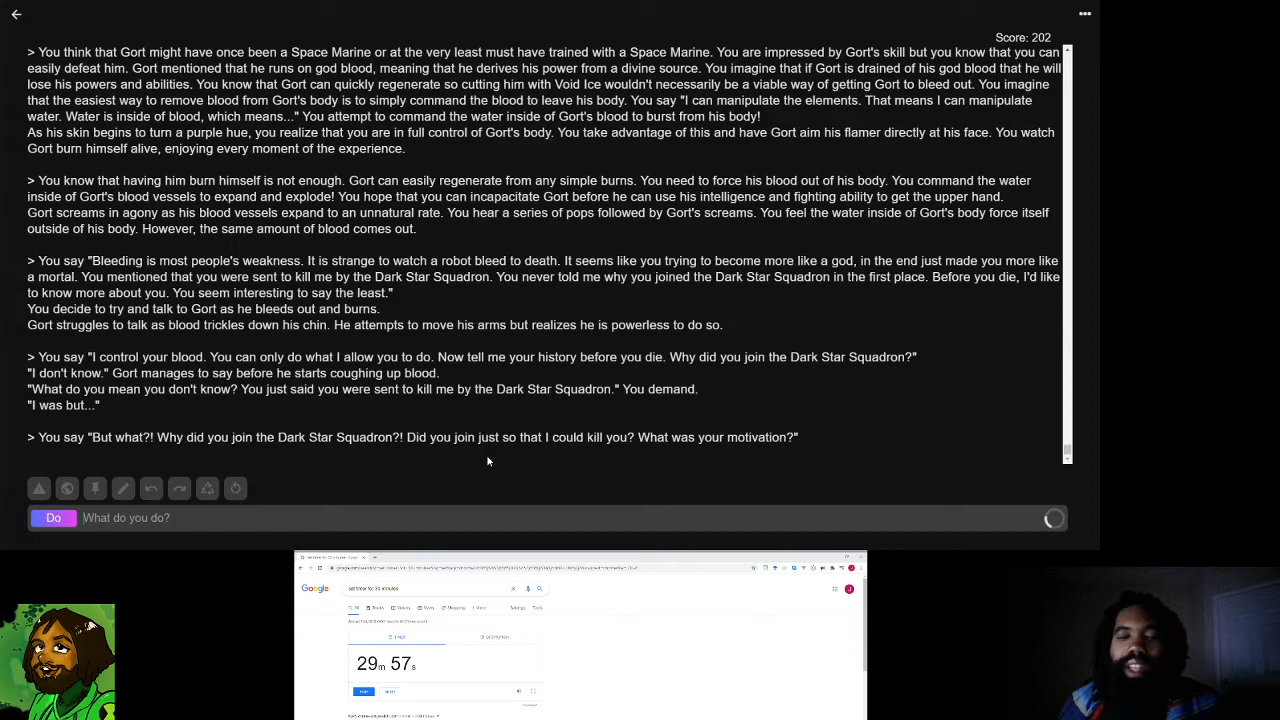 Score: 202
> You think that Gort might have once been a Space Marine or at the very least must have trained with a Space Marine. You are impressed by Gort's skill but you know that you can
easily defeat him. Gort mentioned that he runs on god blood, meaning that he derives his power from a divine source. You imagine that if Gort is drained of his god blood that he will
lose his powers and abilities. You know that Gort can quickly regenerate so cutting him with Void Ice wouldn't necessarily be a viable way of getting Gort to bleed out. You imagine
that the easiest way to remove blood from Gort's body is to simply command the blood to leave his body. You say "I can manipulate the elements. That means I can manipulate
water. Water is inside of blood, which means..." You attempt to command the water inside of Gort's blood to burst from his body!
As his skin begins to turn a purple hue, you realize that you are in full control of Gort's body. You take advantage of this and have Gort aim his flamer directly at his face. You watch
Gort burn himself alive, enjoying every moment of the experience.
> You know that having him burn himself is not enough. Gort can easily regenerate from any simple burns. You need to force his blood out of his body. You command the water
inside of Gort's blood vessels to expand and explode! You hope that you can incapacitate Gort before he can use his intelligence and fighting ability to get the upper hand.
Gort screams in agony as his blood vessels expand to an unnatural rate. You hear a series of pops followed by Gort's screams. You feel the water inside of Gort's body force itself
outside of his body. However, the same amount of blood comes out.
> You say "Bleeding is most people's weakness. It is strange to watch a robot bleed to death. It seems like you trying to become more like a god, in the end just made you more like
a mortal. You mentioned that you were sent to kill me by the Dark Star Squadron. You never told me why you joined the Dark Star Squadron in the first place. Before you die, I'd like
to know more about you. You seem interesting to say the least."
You decide to try and talk to Gort as he bleeds out and burns.
Gort struggles to talk as blood trickles down his chin. He attempts to move his arms but realizes he is powerless to do so.
> You say "I control your blood. You can only do what I allow you to do. Now tell me your history before you die. Why did you join the Dark Star Squadron?"
"I don't know." Gort manages to say before he starts coughing up blood.
"What do you mean you don't know? You just said you were sent to kill me by the Dark Star Squadron." You demand.
"I was but..."
> You say "But what?! Why did you join the Dark Star Squadron?! Did you join just so that I could kill you? What was your motivation?"
Do What do you do?
Google set timer for 30 minutes
All Books Videos News Shopping More Settings Tools
TIMER STOPWATCH
29m 57s
STOP RESET